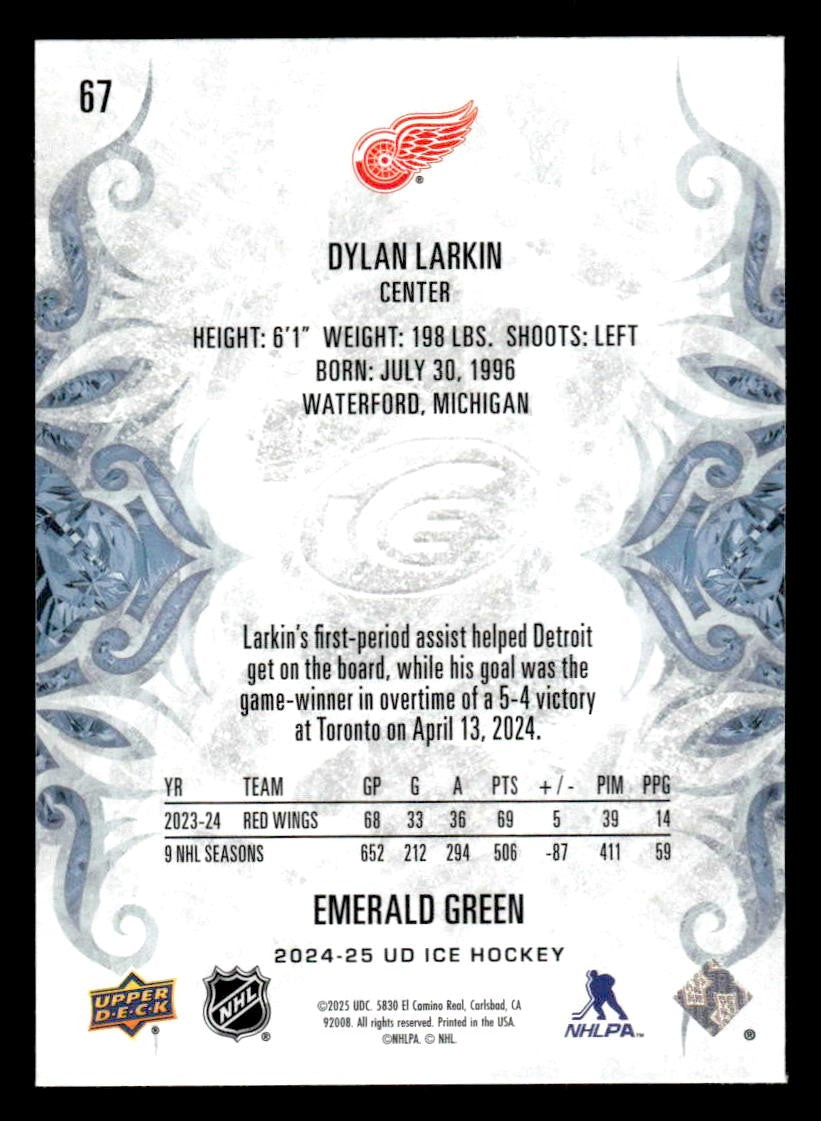 67
®
DYLAN LARKIN
CENTER
HEIGHT: 6'1" WEIGHT: 198 LBS. SHOOTS: LEFT
BORN: JULY 30, 1996
WATERFORD, MICHIGAN
ICE
Larkin's first-period assist helped Detroit
get on the board, while his goal was the
game-winner in overtime of a 5-4 victory
at Toronto on April 13, 2024.
YR TEAM GP G A PTS +/- PIM PPG
2023-24 RED WINGS 68 33 36 69 5 39 14
9 NHL SEASONS 652 212 294 506 -87 411 59
EMERALD GREEN
2024-25 UD ICE HOCKEY
UPPER
D·E·C·K
®
NHL
®
©2025 UDC. 5830 El Camino Real, Carlsbad, CA
92008. All rights reserved. Printed in the USA.
©NHLPA. © NHL.
NHLPA™
®